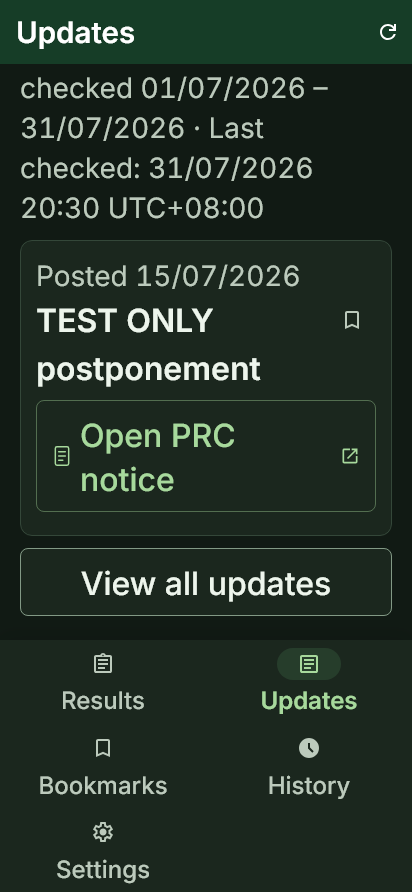 Updates
checked 01/07/2026 –
31/07/2026 · Last
checked: 31/07/2026
20:30 UTC+08:00
Posted 15/07/2026
TEST ONLY
postponement
Open PRC
notice
View all updates
Results
Updates
Bookmarks
History
Settings